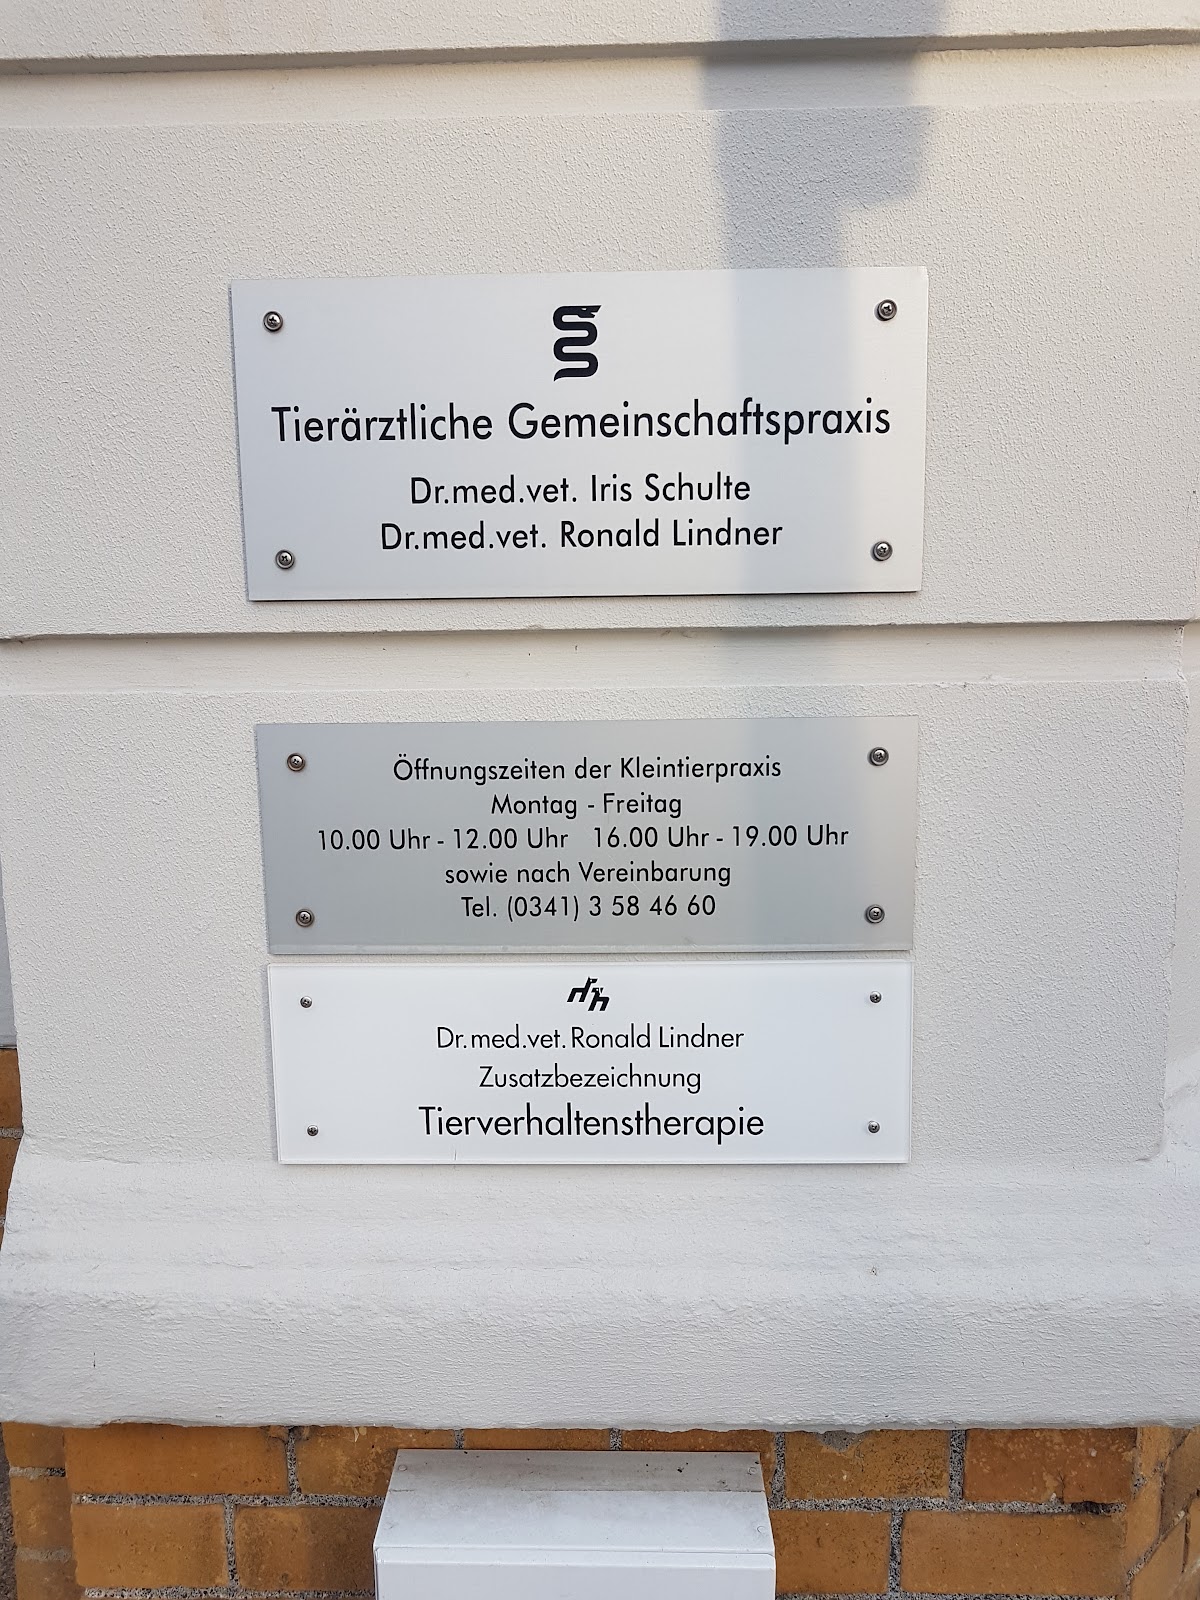 Tierärztliche Gemeinschaftspraxis
Dr.med.vet. Iris Schulte
Dr.med.vet. Ronald Lindner
Öffnungszeiten der Kleintierpraxis
Montag - Freitag
10.00 Uhr - 12.00 Uhr 16.00 Uhr - 19.00 Uhr
sowie nach Vereinbarung
Tel. (0341) 3 58 46 60
Dr.med.vet. Ronald Lindner
Zusatzbezeichnung
Tierverhaltenstherapie